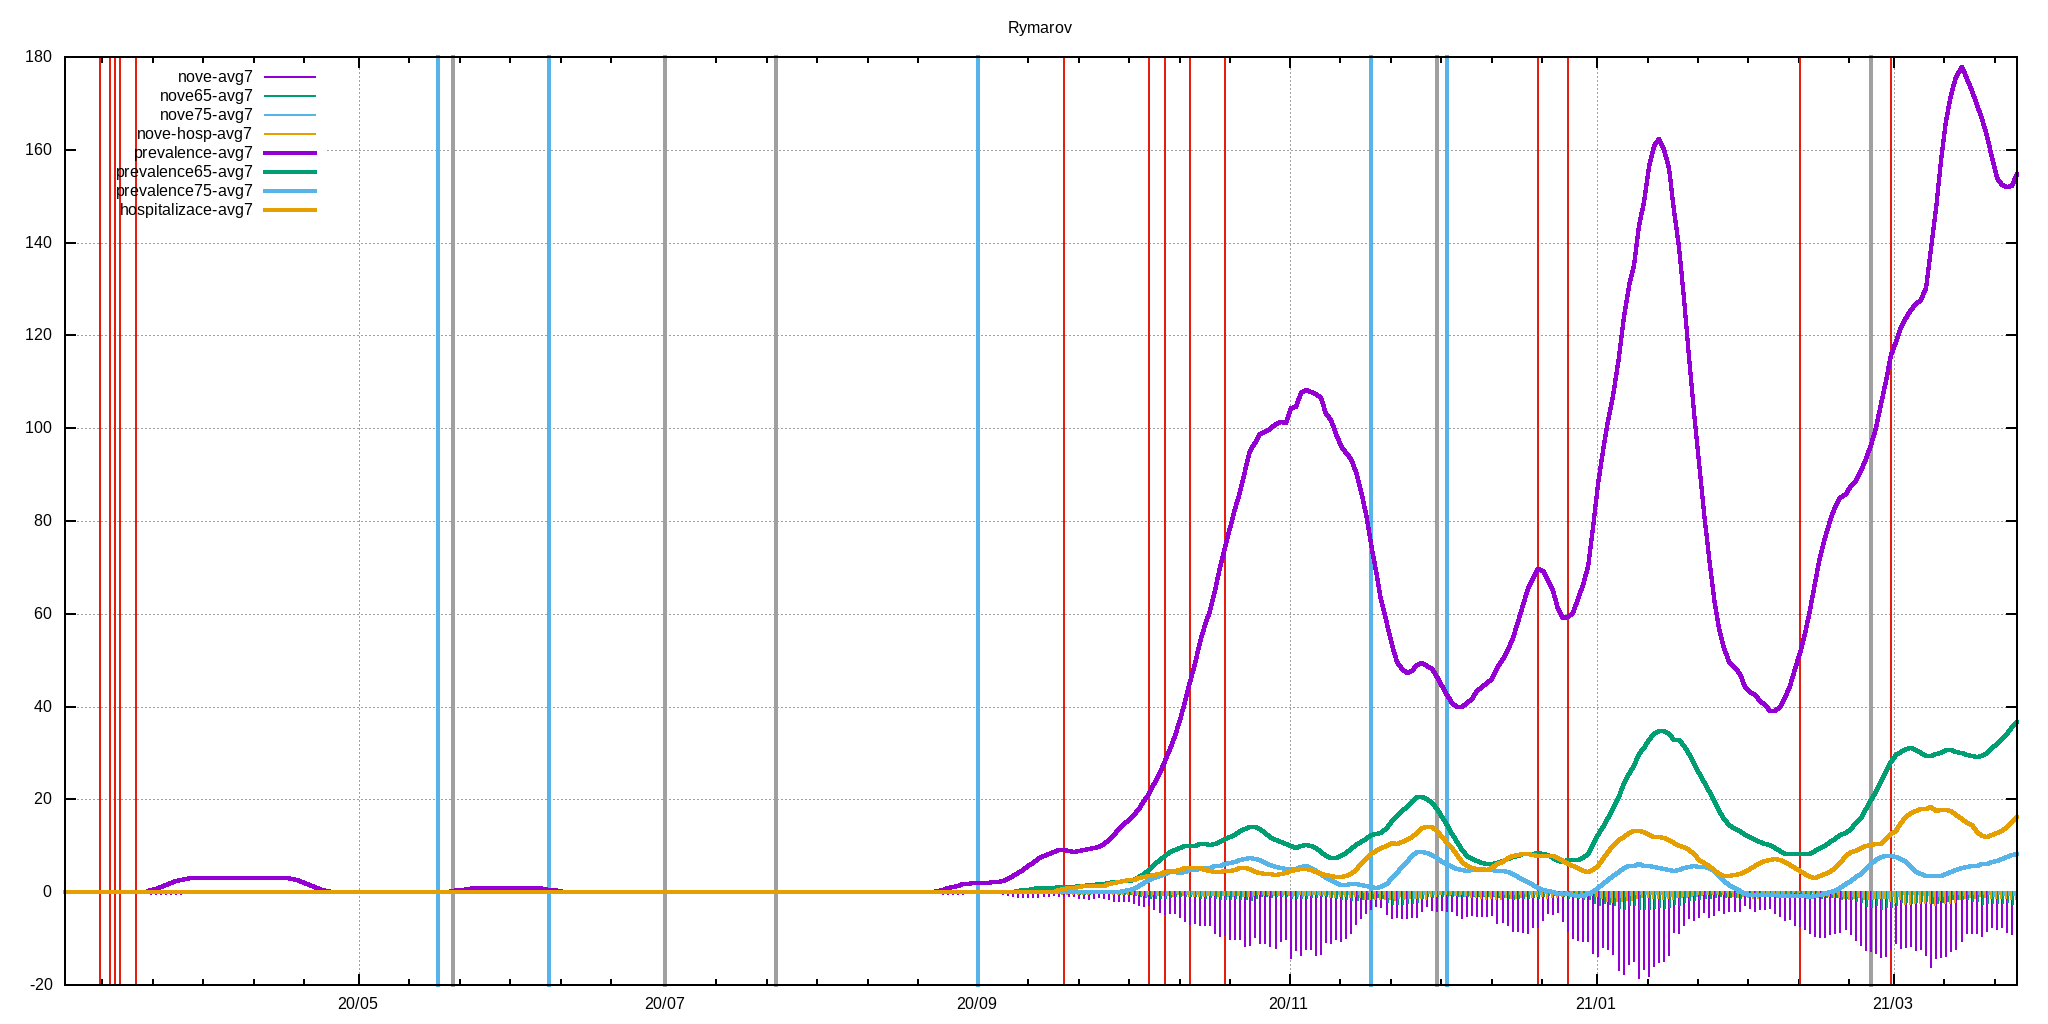 Rymarov
180
160
140
120
100
80
60
40
20
0
-20
nove-avg7
nove65-avg7
nove75-avg7
nove-hosp-avg7
prevalence-avg7
prevalence65-avg7
prevalence75-avg7
hospitalizace-avg7
20/05 20/07 20/09 20/11 21/01 21/03